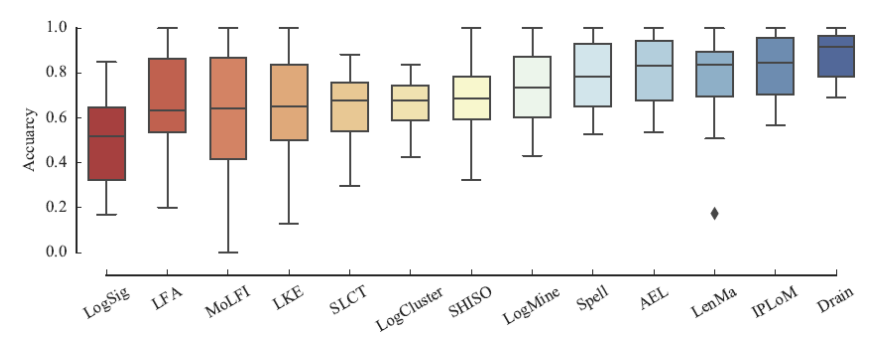 1.0
0.8
0.6
0.4
0.2
0.0
Accuarcy
LogSig
LFA
MoLFI
LKE
SLCT
LogCluster
SHISO
LogMine
Spell
AEL
LenMa
IPLoM
Drain